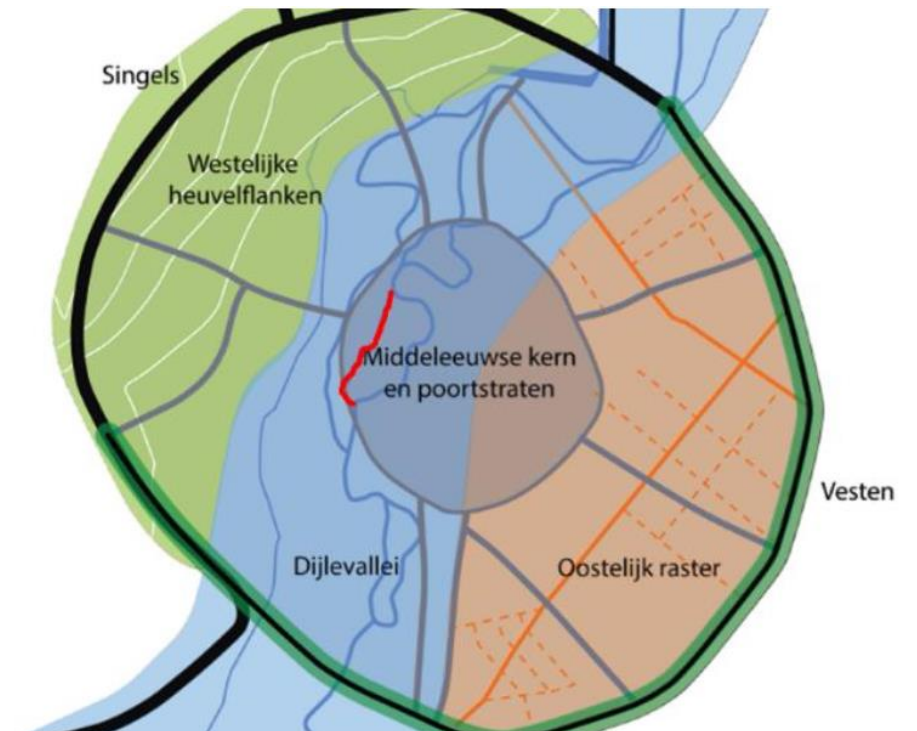 Singels
Westelijke
heuvelflanken
Middeleeuwse kern
en poortstraten
Vesten
Dijlevallei
Oostelijk raster